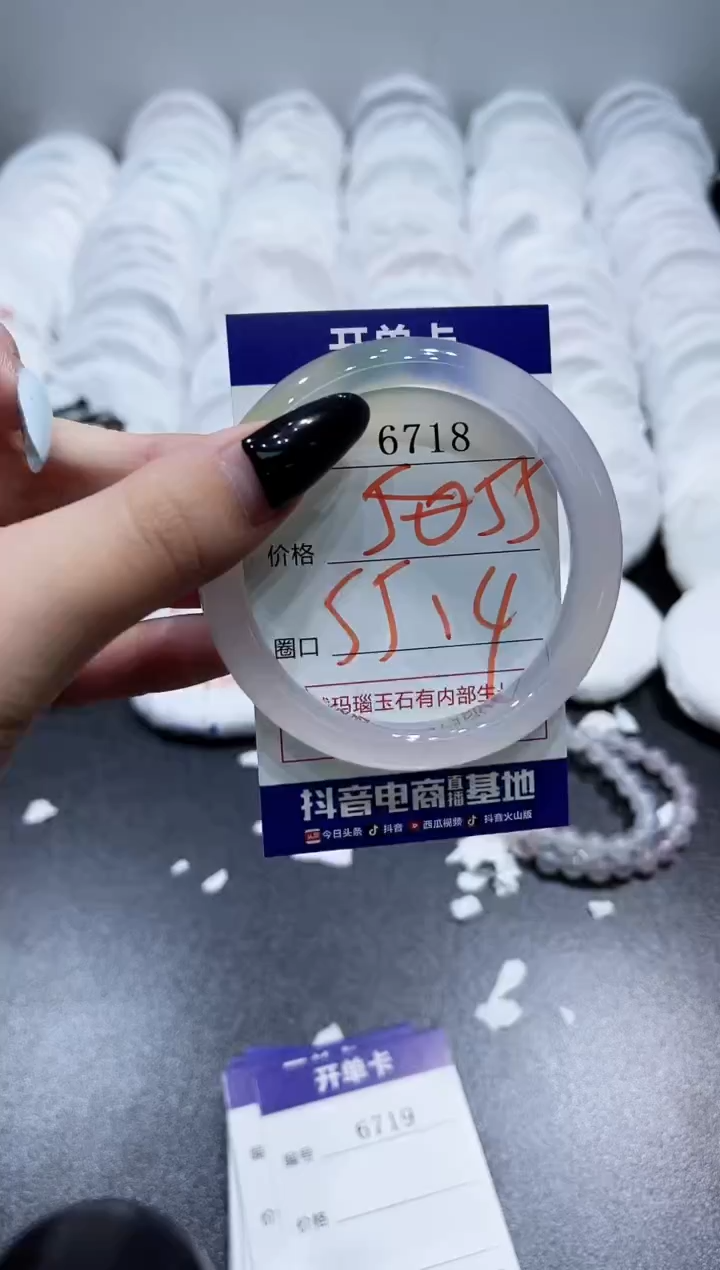 开单卡
6718
价格
圈口 55 14
玛瑙玉石有内部生
抖音电商直播基地
今日头条 抖音 西瓜视频 抖音火山版
开单卡
编号 6719
价格